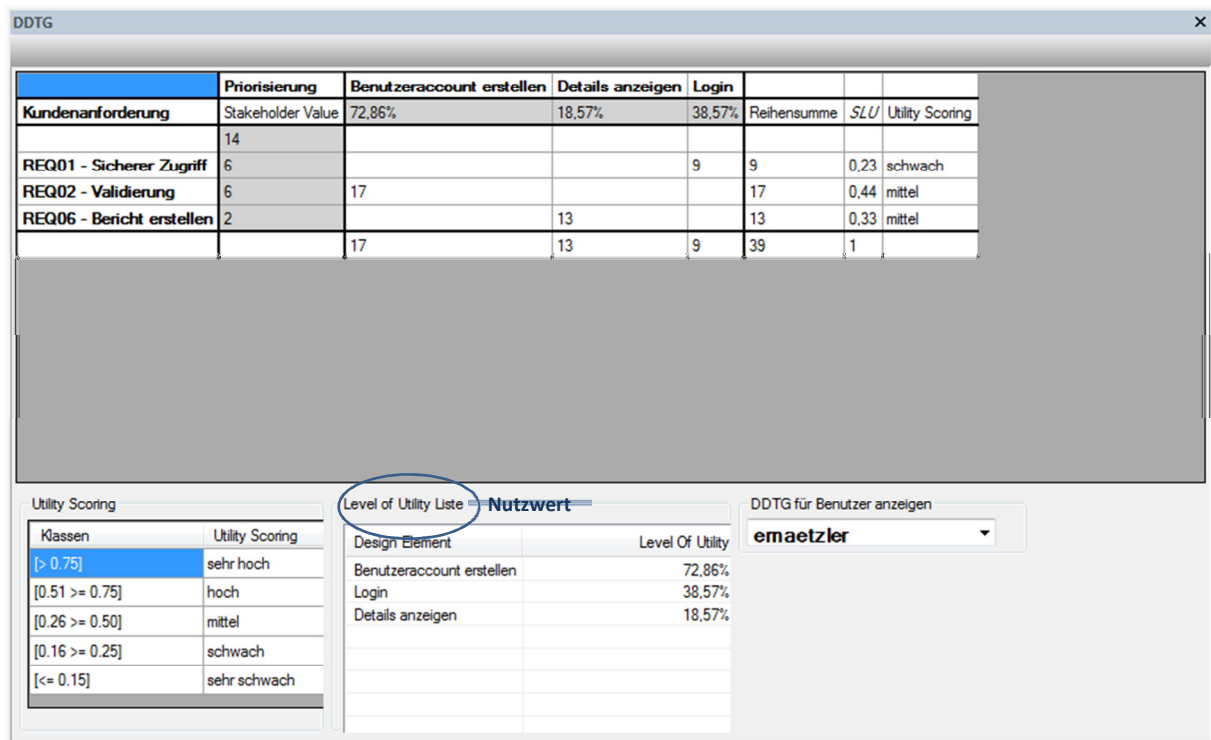 DDTG
Priorisierung Benutzeraccount erstellen Details anzeigen Login
Kundenanforderung Stakeholder Value 72,86% 18,57% 38,57% Reihensumme SLU Utility Scoring
14
REQ01 - Sicherer Zugriff 6 9 9 0,23 schwach
REQ02 - Validierung 6 17 17 0,44 mittel
REQ06 - Bericht erstellen 2 13 13 0,33 mittel
17 13 9 39 1
Utility Scoring
Klassen Utility Scoring
[> 0.75] sehr hoch
[0.51 >= 0.75] hoch
[0.26 >= 0.50] mittel
[0.16 >= 0.25] schwach
[<= 0.15] sehr schwach
Level of Utility Liste Nutzwert
Design Element Level Of Utility
Benutzeraccount erstellen 72,86%
Login 38,57%
Details anzeigen 18,57%
DDTG für Benutzer anzeigen
emaetzler